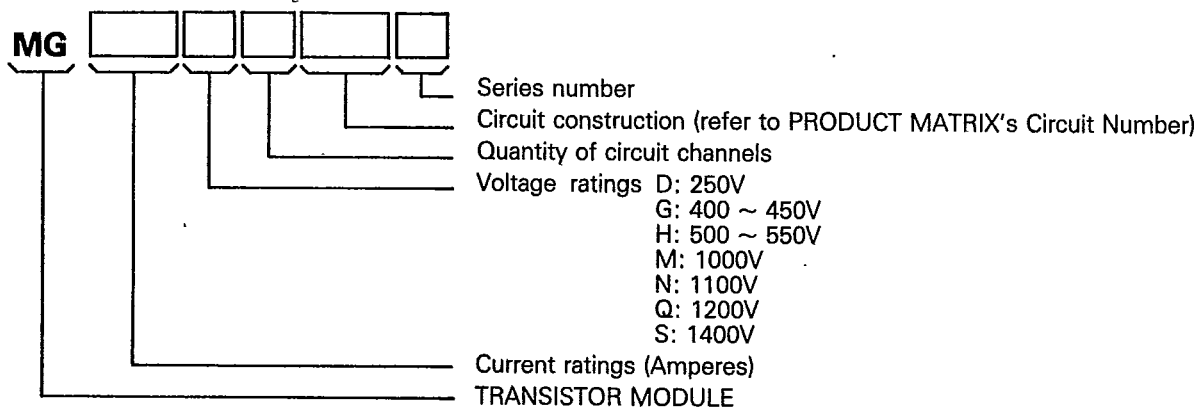 MG
Series number
Circuit construction (refer to PRODUCT MATRIX's Circuit Number)
Quantity of circuit channels
Voltage ratings D: 250V
G: 400 ~ 450V
H: 500 ~ 550V
M: 1000V
N: 1100V
Q: 1200V
S: 1400V
Current ratings (Amperes)
TRANSISTOR MODULE